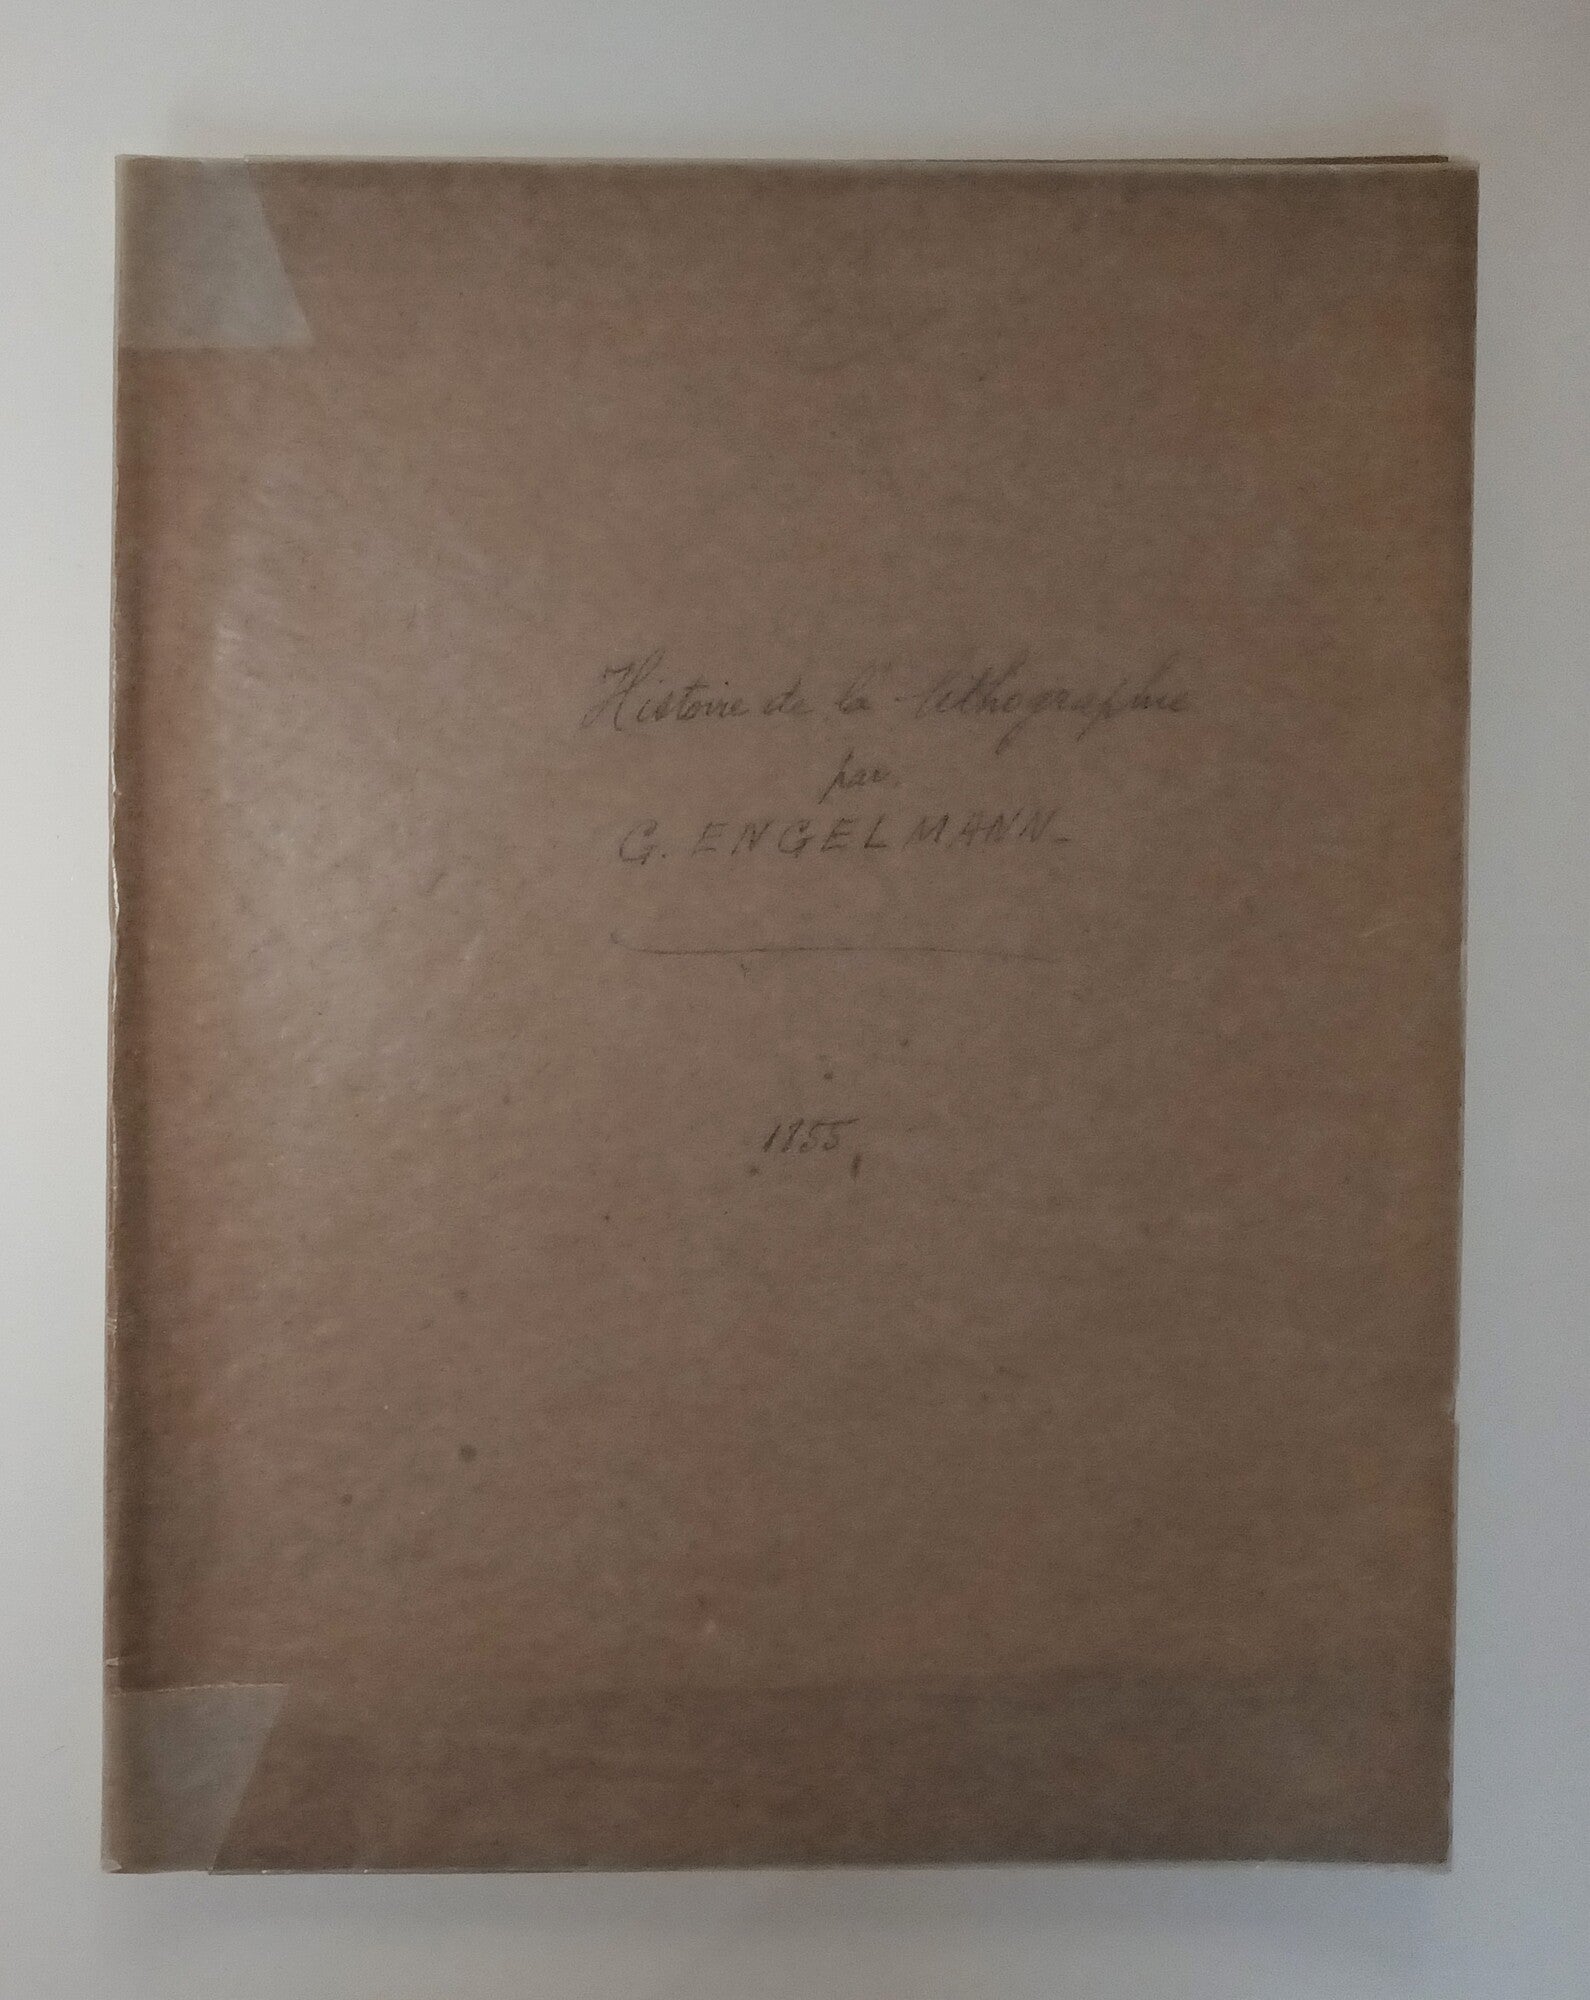 Histoire de la lithographie
par
G. ENGELMANN
1855